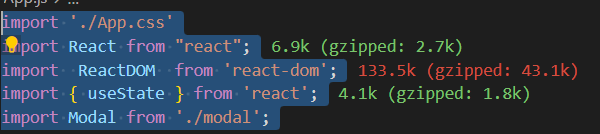 App.js
import './App.css'
import React from "react"; 6.9k (gzipped: 2.7k)
import ReactDOM from 'react-dom'; 133.5k (gzipped: 43.1k)
import { useState } from 'react'; 4.1k (gzipped: 1.8k)
import Modal from './modal';